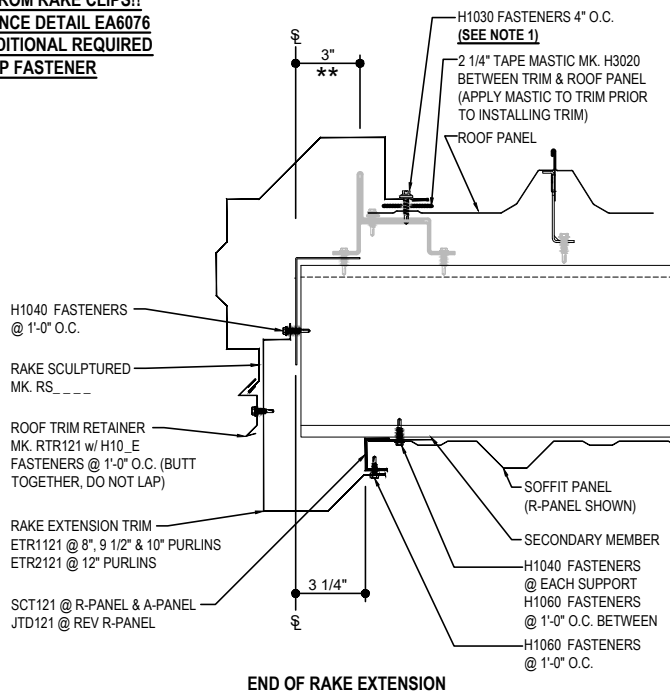 ROM RAKE CLIPS!!
NCE DETAIL EA6076
DITIONAL REQUIRED
P FASTENER
3"
**
H1030 FASTENERS 4" O.C.
(SEE NOTE 1)
2 1/4" TAPE MASTIC MK. H3020
BETWEEN TRIM & ROOF PANEL
(APPLY MASTIC TO TRIM PRIOR
TO INSTALLING TRIM)
ROOF PANEL
H1040 FASTENERS
@ 1'-0" O.C.
RAKE SCULPTURED
MK. RS_ _ _ _
ROOF TRIM RETAINER
MK. RTR121 w/ H10_E
FASTENERS @ 1'-0" O.C. (BUTT
TOGETHER, DO NOT LAP)
RAKE EXTENSION TRIM
ETR1121 @ 8", 9 1/2" & 10" PURLINS
ETR2121 @ 12" PURLINS
SCT121 @ R-PANEL & A-PANEL
JTD121 @ REV R-PANEL
3 1/4"
SOFFIT PANEL
(R-PANEL SHOWN)
SECONDARY MEMBER
H1040 FASTENERS
@ EACH SUPPORT
H1060 FASTENERS
@ 1'-0" O.C. BETWEEN
H1060 FASTENERS
@ 1'-0" O.C.
END OF RAKE EXTENSION